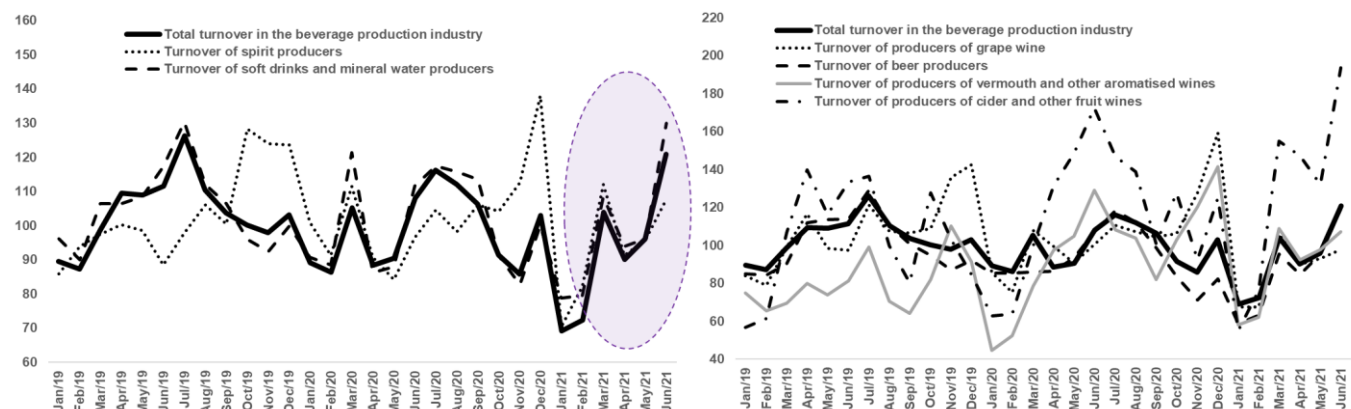 160
150
140
130
120
110
100
90
80
70
60
Total turnover in the beverage production industry
Turnover of spirit producers
Turnover of soft drinks and mineral water producers
Jan/19
Feb/19
Mar/19
Apr/19
May/19
Jun/19
Jul/19
Aug/19
Sep/19
Oct/19
Nov/19
Dec/19
Jan/20
Feb/20
Mar/20
Apr/20
May/20
Jun/20
Jul/20
Aug/20
Sep/20
Oct/20
Nov/20
Dec/20
Jan/21
Feb/21
Mar/21
Apr/21
May/21
Jun/21
220
200
180
160
140
120
100
80
60
40
Total turnover in the beverage production industry
Turnover of producers of grape wine
Turnover of beer producers
Turnover of producers of vermouth and other aromatised wines
Turnover of producers of cider and other fruit wines
Jan/19
Feb/19
Mar/19
Apr/19
May/19
Jun/19
Jul/19
Aug/19
Sep/19
Oct/19
Nov/19
Dec/19
Jan/20
Feb/20
Mar/20
Apr/20
May/20
Jun/20
Jul/20
Aug/20
Sep/20
Oct/20
Nov/20
Dec/20
Jan/21
Feb/21
Mar/21
Apr/21
May/21
Jun/21